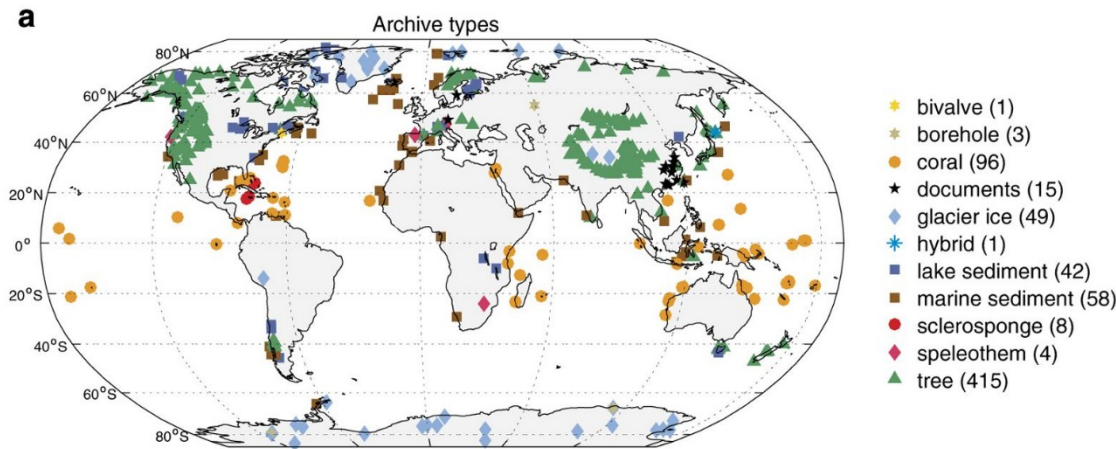 a
Archive types
80°N
60°N
40°N
20°N
0°
20°S
40°S
60°S
80°S
bivalve (1)
borehole (3)
coral (96)
documents (15)
glacier ice (49)
hybrid (1)
lake sediment (42)
marine sediment (58)
sclerosponge (8)
speleothem (4)
tree (415)